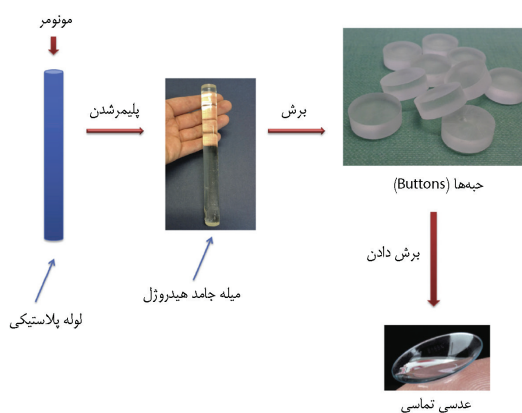 مونومر
پلیمرشدن
برش
حبه‌ها (Buttons)
میله جامد هیدروژل
لوله پلاستیکی
برش دادن
عدسی تماسی